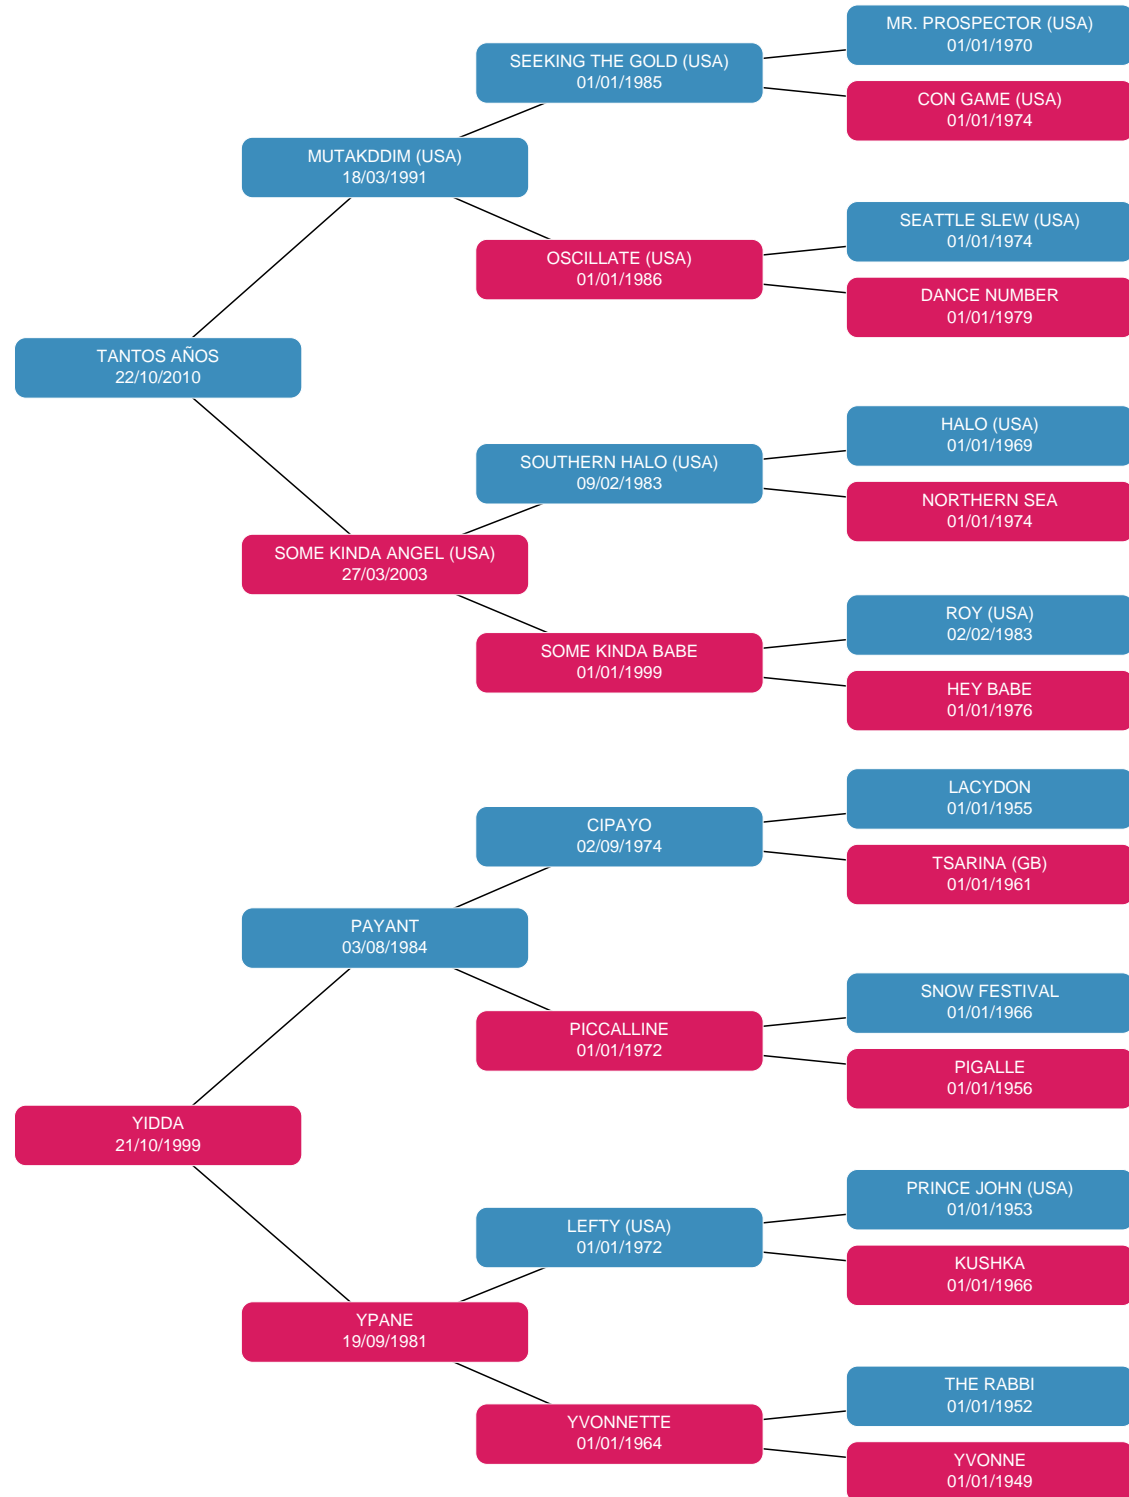 MR. PROSPECTOR (USA)
01/01/1970
SEEKING THE GOLD (USA)
01/01/1985
CON GAME (USA)
01/01/1974
MUTAKDDIM (USA)
18/03/1991
SEATTLE SLEW (USA)
01/01/1974
OSCILLATE (USA)
01/01/1986
DANCE NUMBER
01/01/1979
TANTOS AÑOS
22/10/2010
HALO (USA)
01/01/1969
SOUTHERN HALO (USA)
09/02/1983
NORTHERN SEA
01/01/1974
SOME KINDA ANGEL (USA)
27/03/2003
ROY (USA)
02/02/1983
SOME KINDA BABE
01/01/1999
HEY BABE
01/01/1976
LACYDON
01/01/1955
CIPAYO
02/09/1974
TSARINA (GB)
01/01/1961
PAYANT
03/08/1984
SNOW FESTIVAL
01/01/1966
PICCALLINE
01/01/1972
PIGALLE
01/01/1956
YIDDA
21/10/1999
PRINCE JOHN (USA)
01/01/1953
LEFTY (USA)
01/01/1972
KUSHKA
01/01/1966
YPANE
19/09/1981
THE RABBI
01/01/1952
YVONNETTE
01/01/1964
YVONNE
01/01/1949